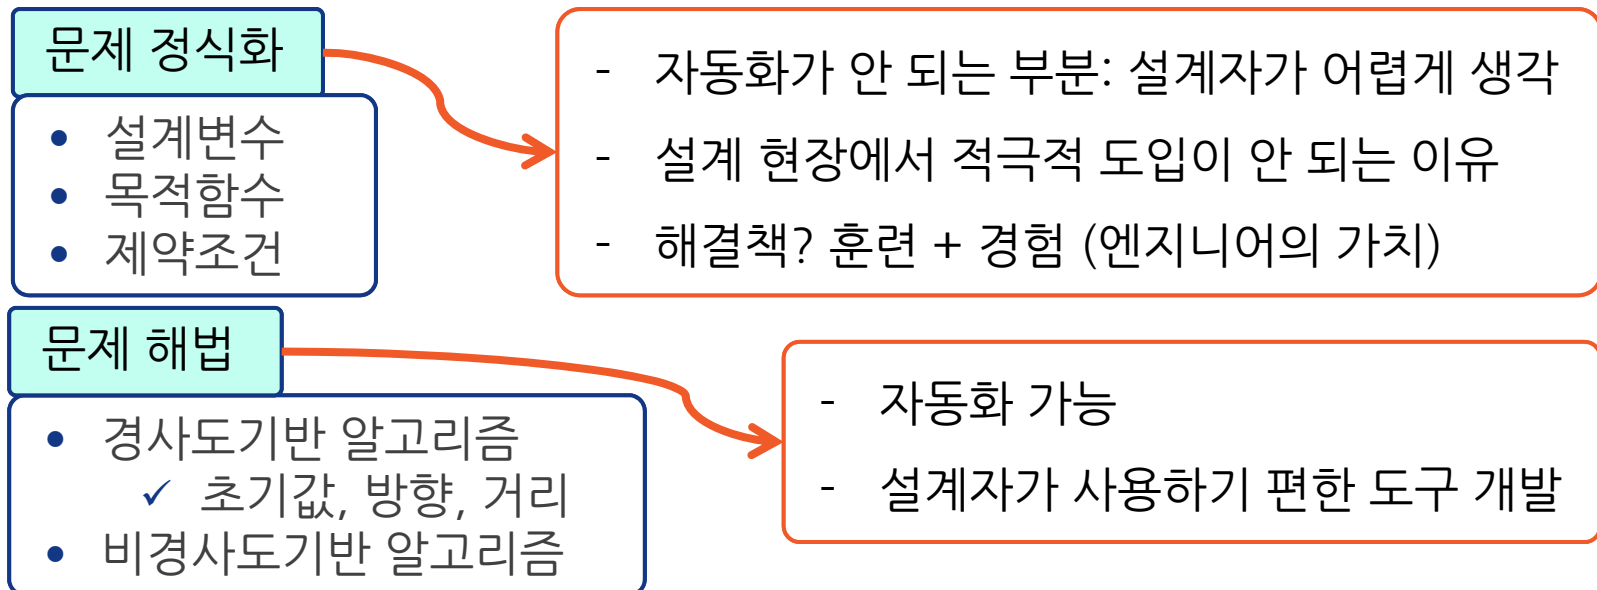 문제 정식화
• 설계변수
• 목적함수
• 제약조건
- 자동화가 안 되는 부분: 설계자가 어렵게 생각
- 설계 현장에서 적극적 도입이 안 되는 이유
- 해결책? 훈련 + 경험 (엔지니어의 가치)
문제 해법
• 경사도기반 알고리즘
✓ 초기값, 방향, 거리
• 비경사도기반 알고리즘
- 자동화 가능
- 설계자가 사용하기 편한 도구 개발